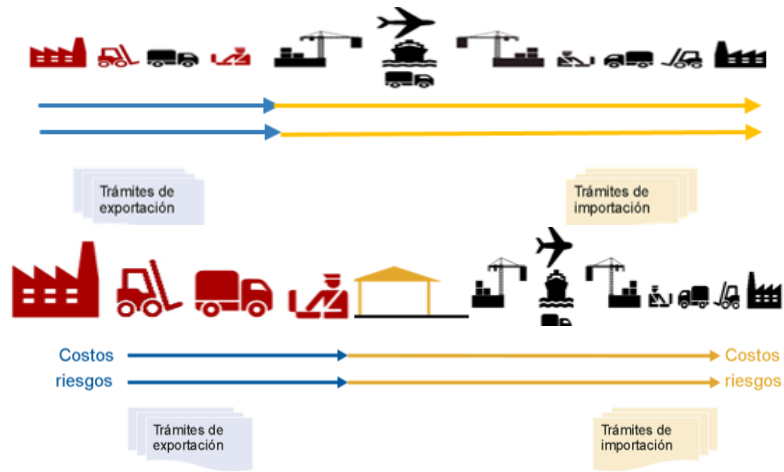 Trámites de
exportación
Trámites de
importación
Costos
Costos
riesgos
riesgos
Trámites de
exportación
Trámites de
importación